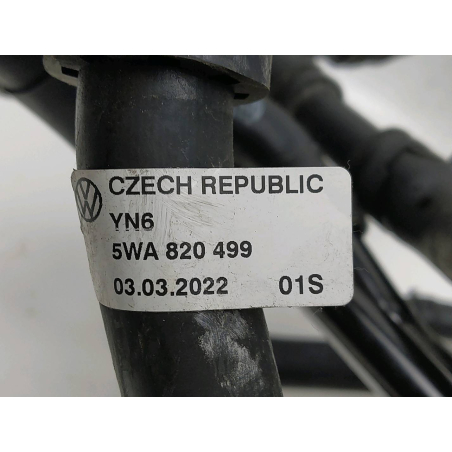 CZECH REPUBLIC
YN6
5WA 820 499
03.03.2022 01S